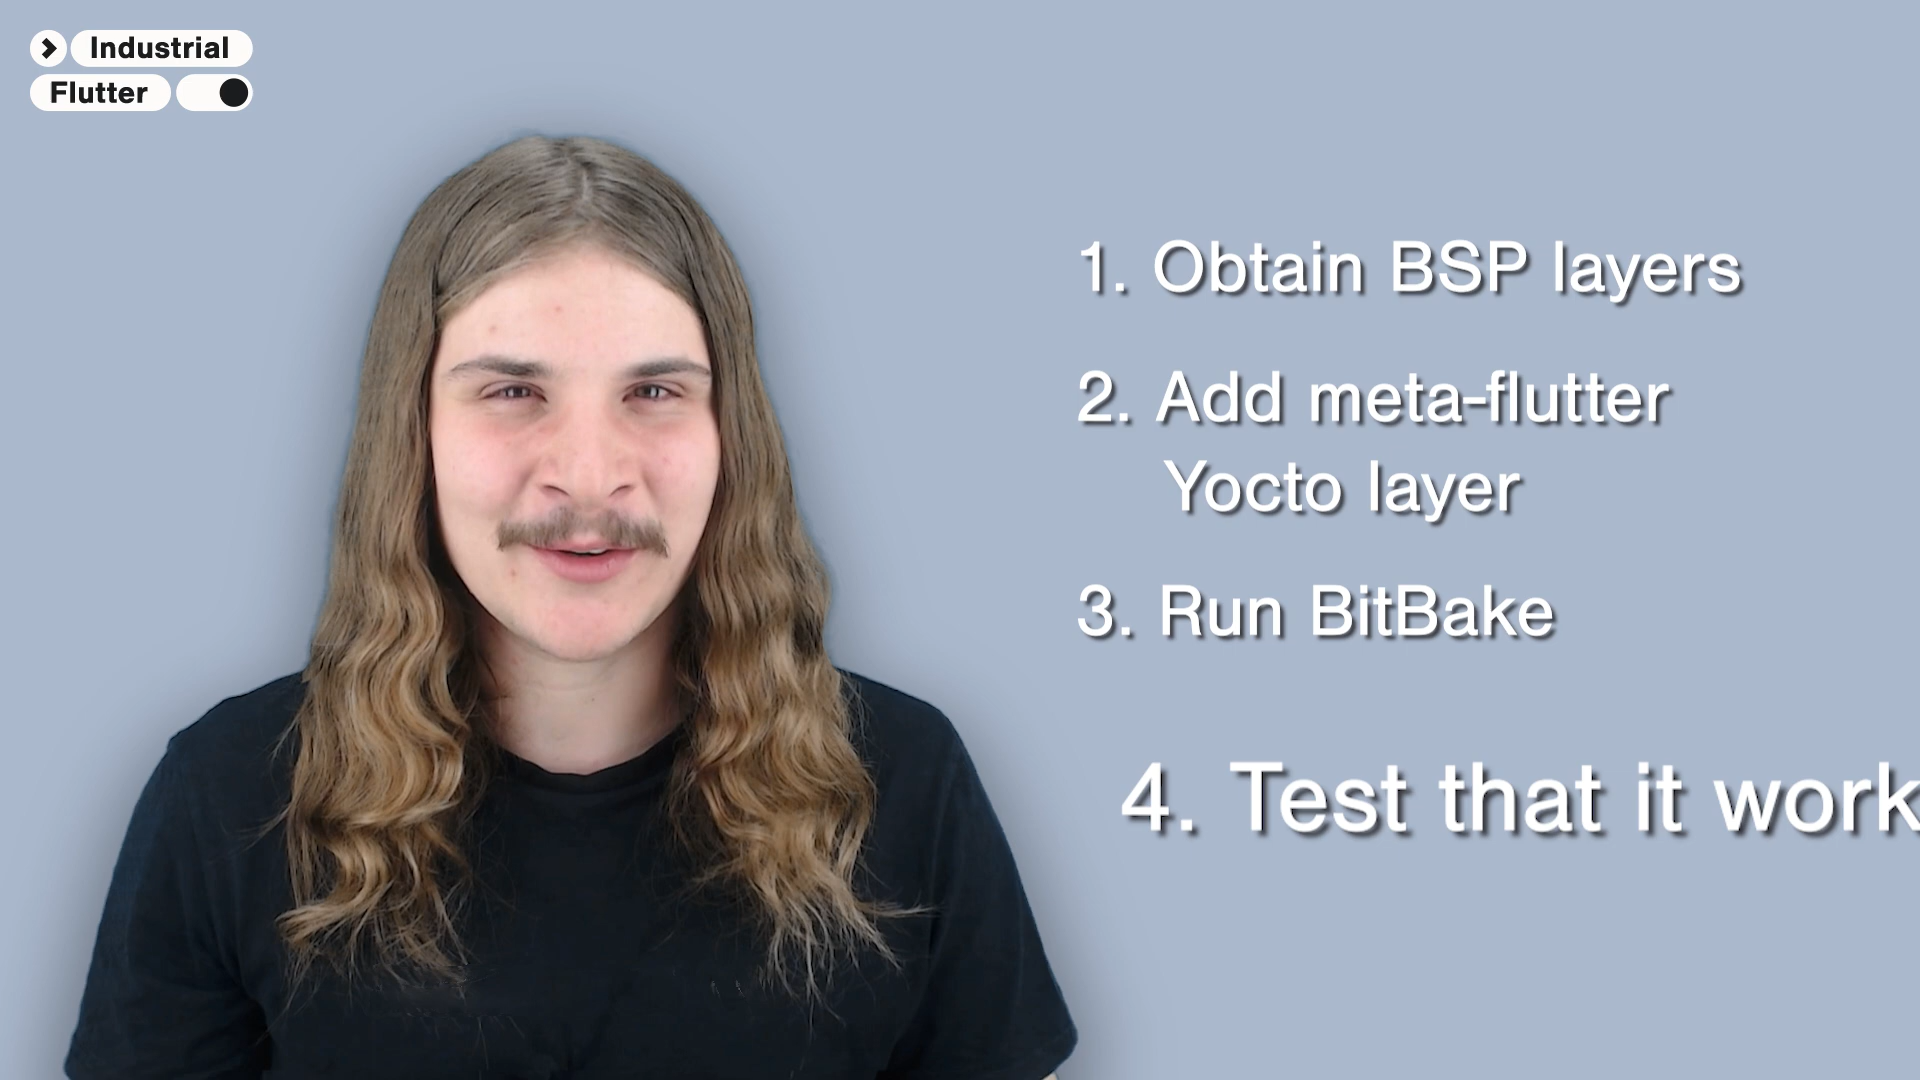 Industrial
Flutter
1. Obtain BSP layers
2. Add meta-flutter
Yocto layer
3. Run BitBake
4. Test that it work